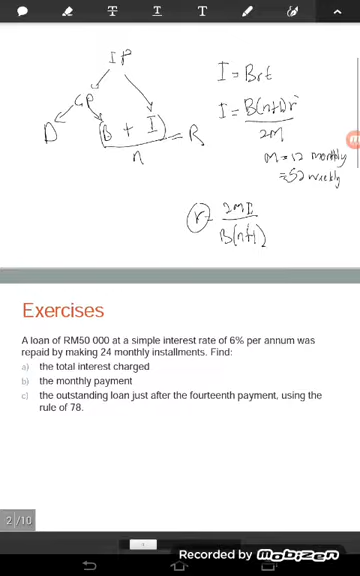 IP
CP
D
(B + I)
n
= R
I = Brt
I = B(n+1)r
2M
M = 12 monthly
= 52 weekly
r = 2MI
B(n+1)
Exercises
A loan of RM50 000 at a simple interest rate of 6% per annum was
repaid by making 24 monthly installments. Find:
a) the total interest charged
b) the monthly payment
c) the outstanding loan just after the fourteenth payment, using the
rule of 78.
2 / 10
Recorded by Mobizen